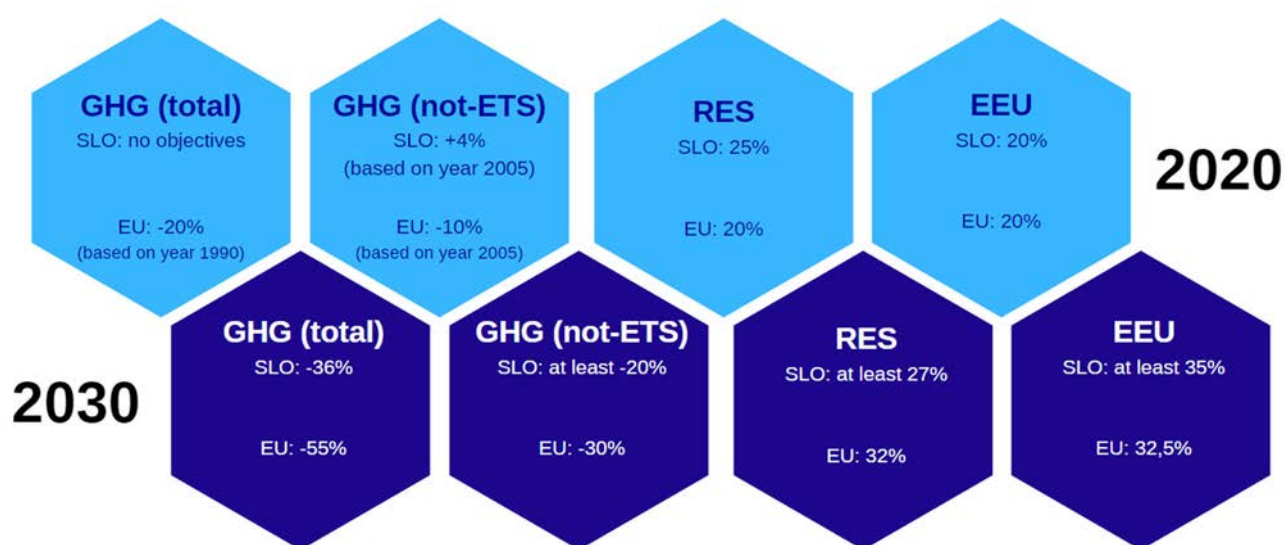 GHG (total)
SLO: no objectives
EU: -20%
(based on year 1990)
GHG (not-ETS)
SLO: +4%
(based on year 2005)
EU: -10%
(based on year 2005)
RES
SLO: 25%
EU: 20%
EEU
SLO: 20%
EU: 20%
2020
2030
GHG (total)
SLO: -36%
EU: -55%
GHG (not-ETS)
SLO: at least -20%
EU: -30%
RES
SLO: at least 27%
EU: 32%
EEU
SLO: at least 35%
EU: 32,5%